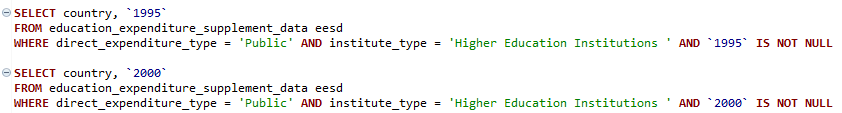 SELECT country, `1995`
FROM education_expenditure_supplement_data eesd
WHERE direct_expenditure_type = 'Public' AND institute_type = 'Higher Education Institutions ' AND `1995` IS NOT NULL
SELECT country, `2000`
FROM education_expenditure_supplement_data eesd
WHERE direct_expenditure_type = 'Public' AND institute_type = 'Higher Education Institutions ' AND `2000` IS NOT NULL